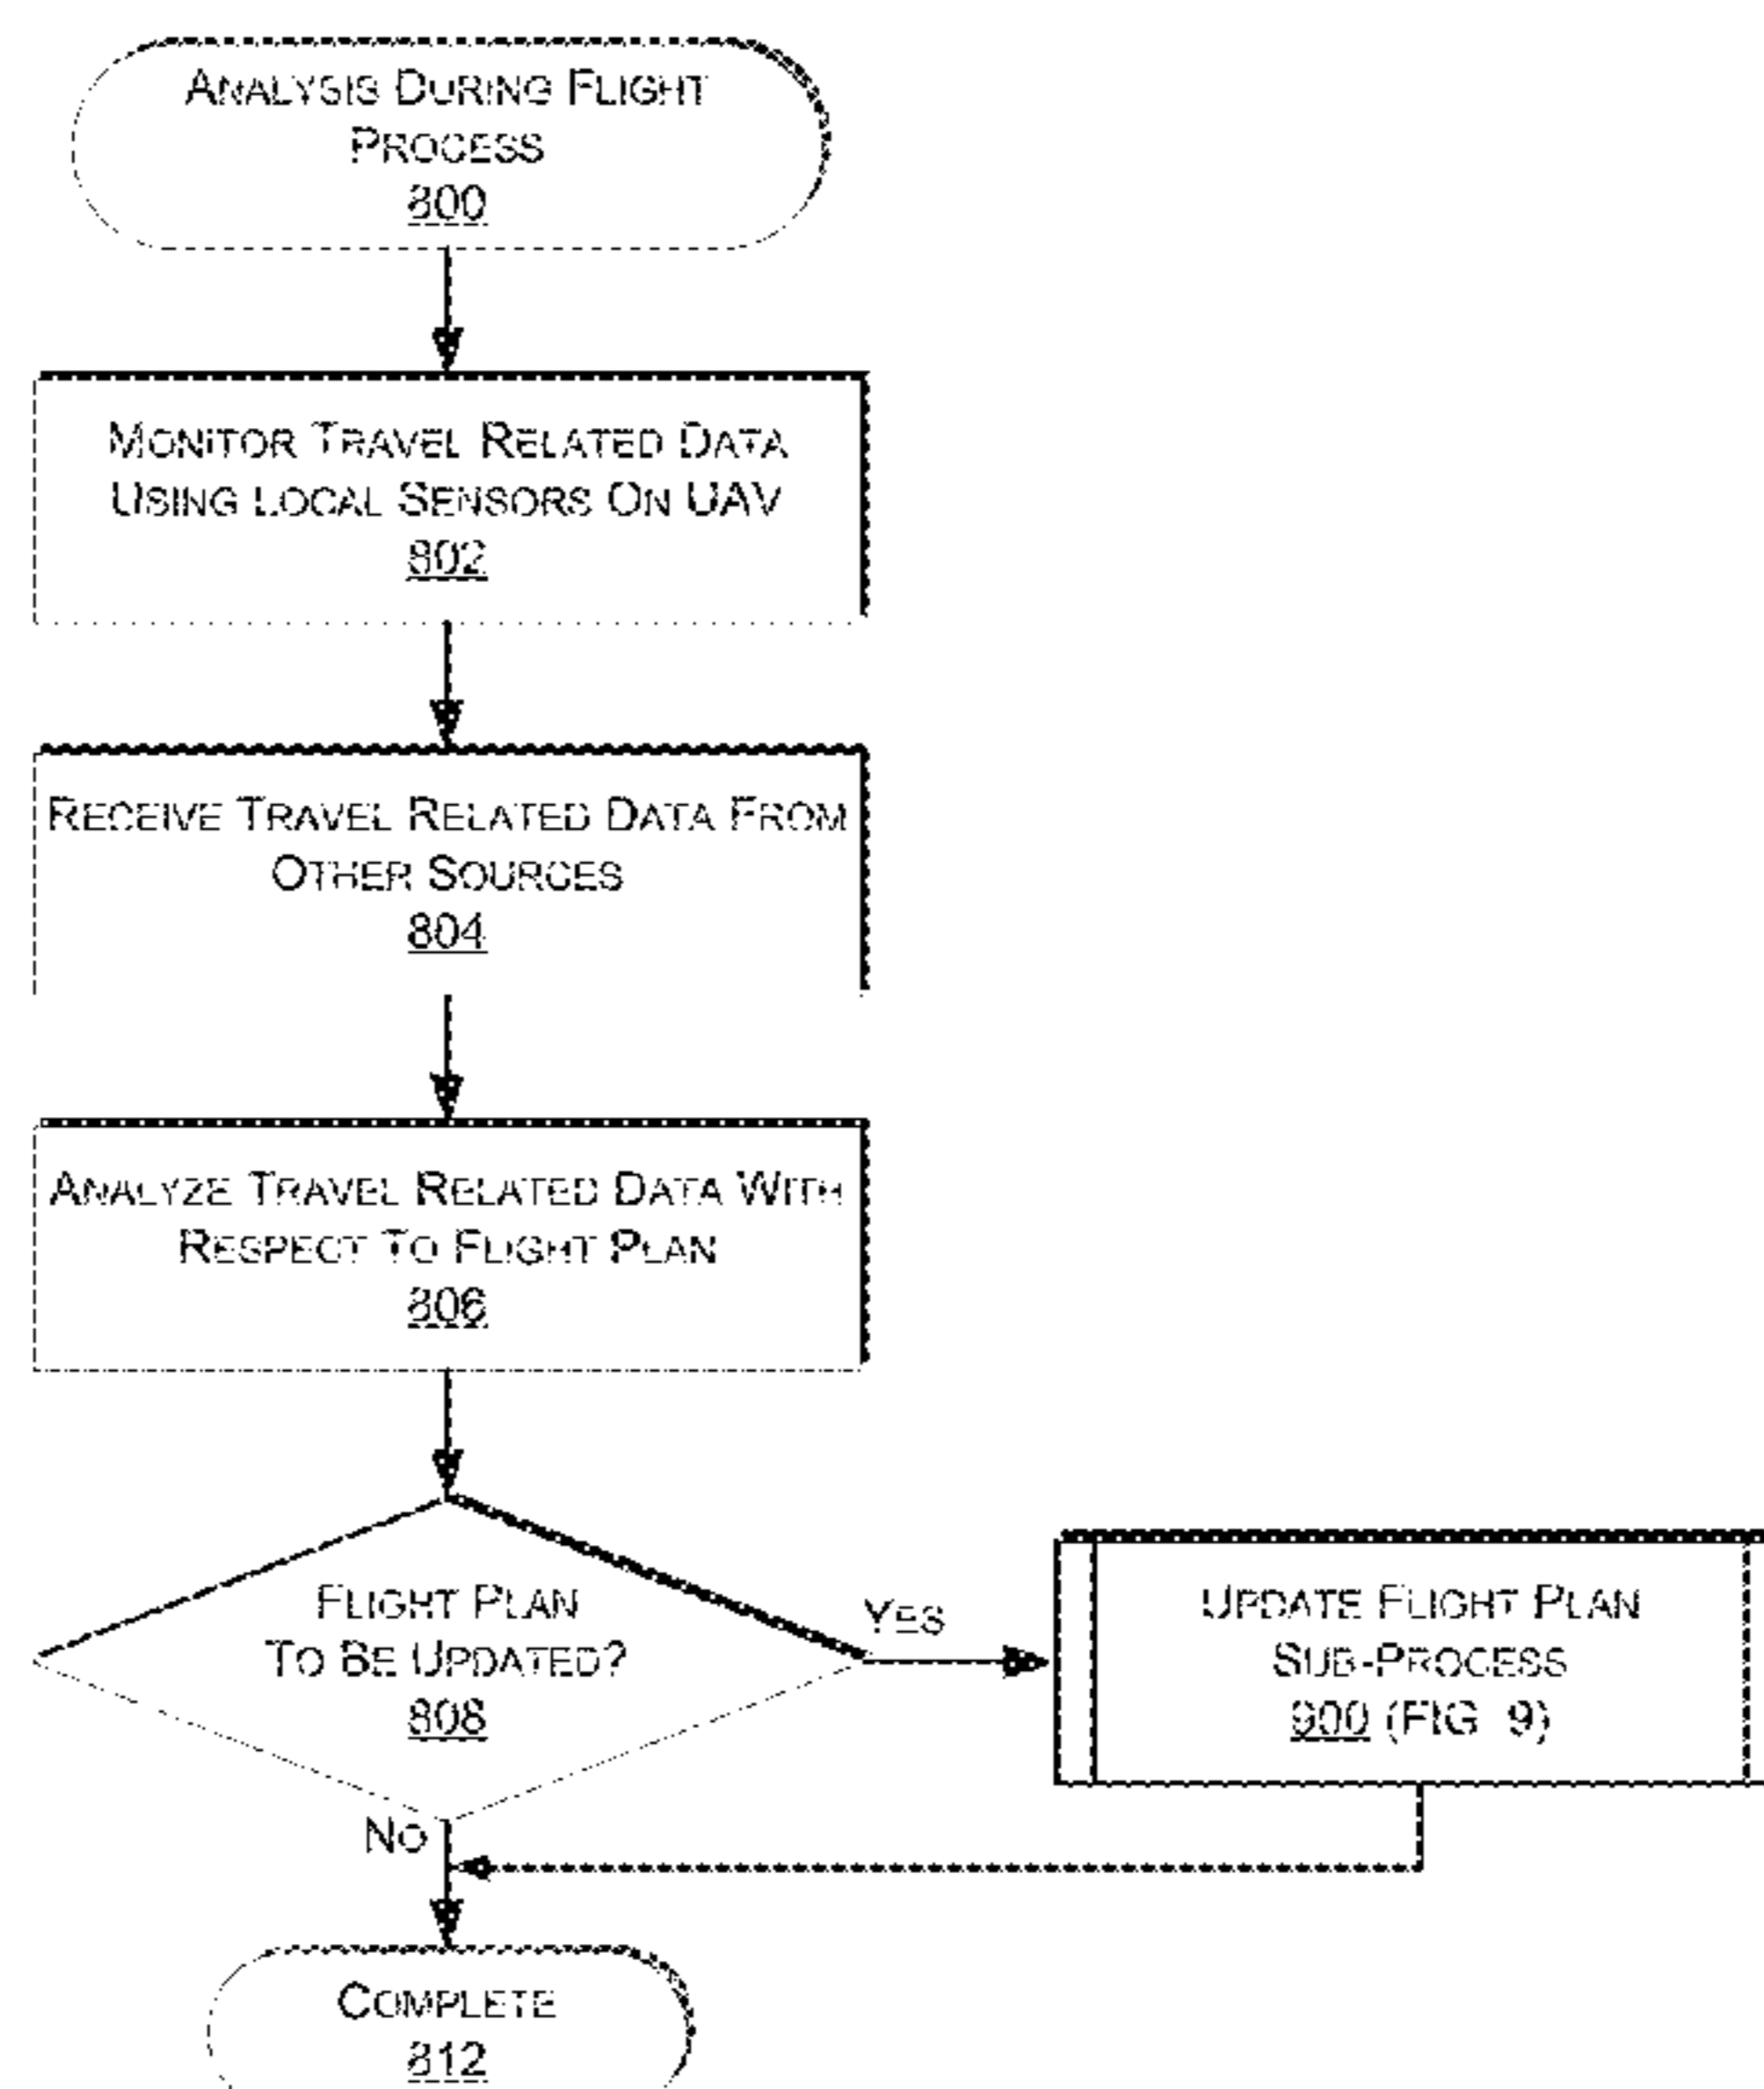 ANALYSIS DURING FLIGHT
PROCESS
800
MONITOR TRAVEL RELATED DATA
USING LOCAL SENSORS ON UAV
802
RECEIVE TRAVEL RELATED DATA FROM
OTHER SOURCES
804
ANALYZE TRAVEL RELATED DATA WITH
RESPECT TO FLIGHT PLAN
806
FLIGHT PLAN
TO BE UPDATED?
808
YES
UPDATE FLIGHT PLAN
SUB-PROCESS
900 (FIG 9)
NO
COMPLETE
812